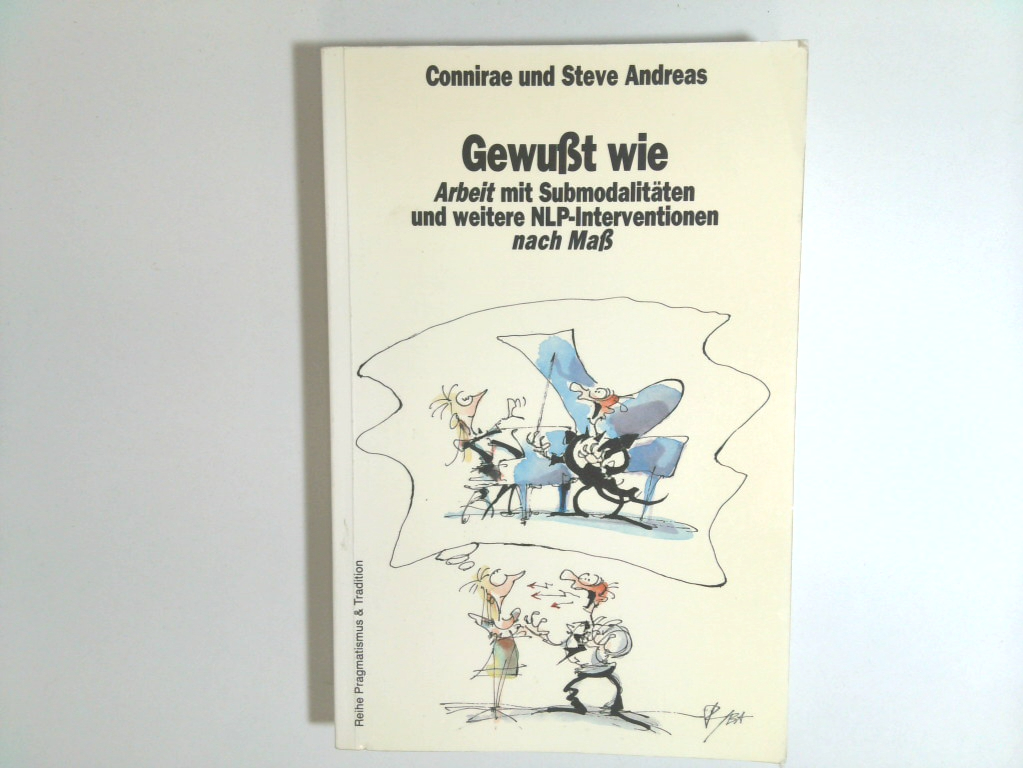 Connirae und Steve Andreas
Gewußt wie
Arbeit mit Submodalitäten
und weitere NLP-Interventionen
nach Maß
Reihe Pragmatismus & Tradition